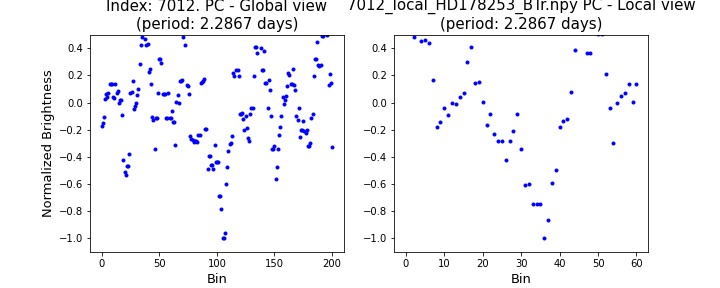 Index: 7012. PC - Global view
(period: 2.2867 days)
7012_local_HD178253_BTr.npy PC - Local view
(period: 2.2867 days)
Normalized Brightness
0.4
0.2
0.0
−0.2
−0.4
−0.6
−0.8
−1.0
0 50 100 150 200
Bin
0.4
0.2
0.0
−0.2
−0.4
−0.6
−0.8
−1.0
0 10 20 30 40 50 60
Bin